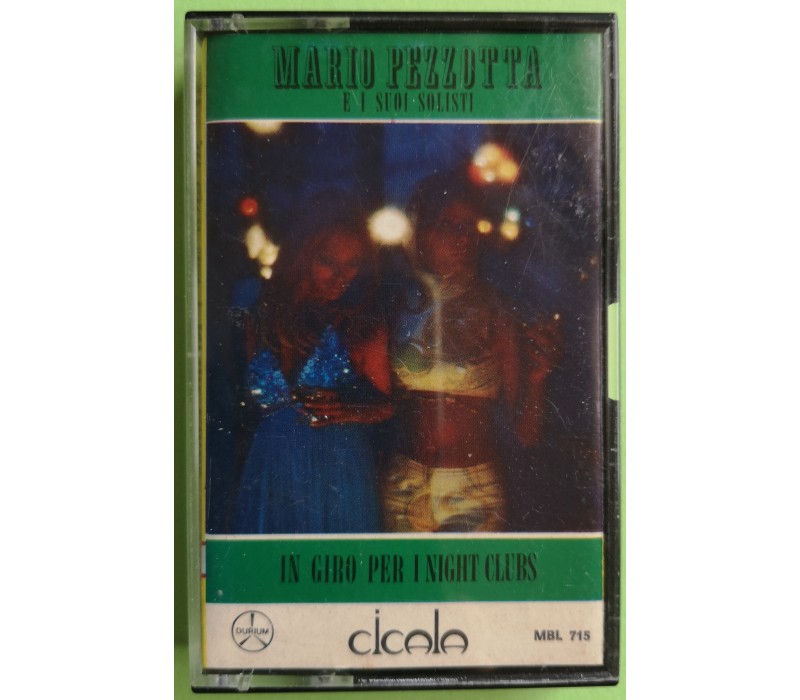 MARIO PEZZOTTA
E I SUOI SOLISTI
IN GIRO PER I NIGHT CLUBS
DURIUM
cicala
MBL 715